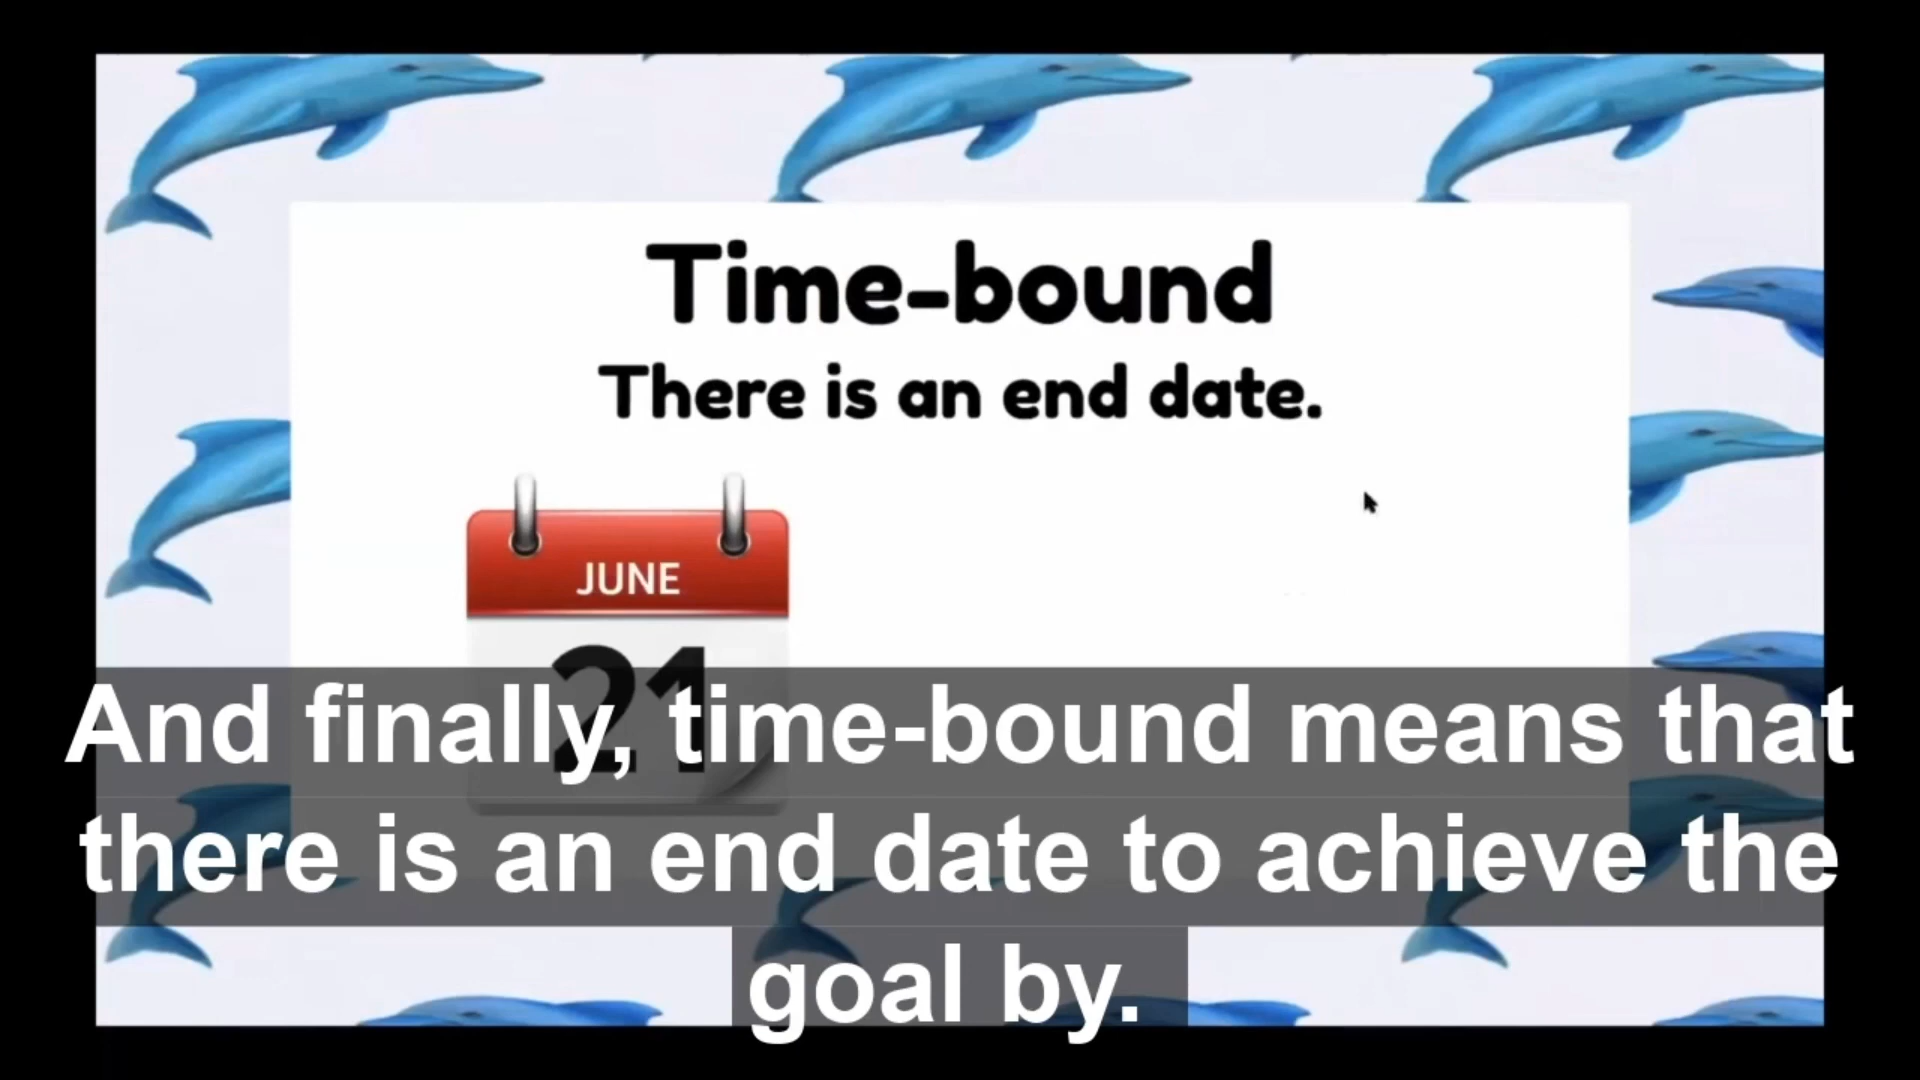 Time-bound
There is an end date.
JUNE
21
And finally, time-bound means that
there is an end date to achieve the
goal by.